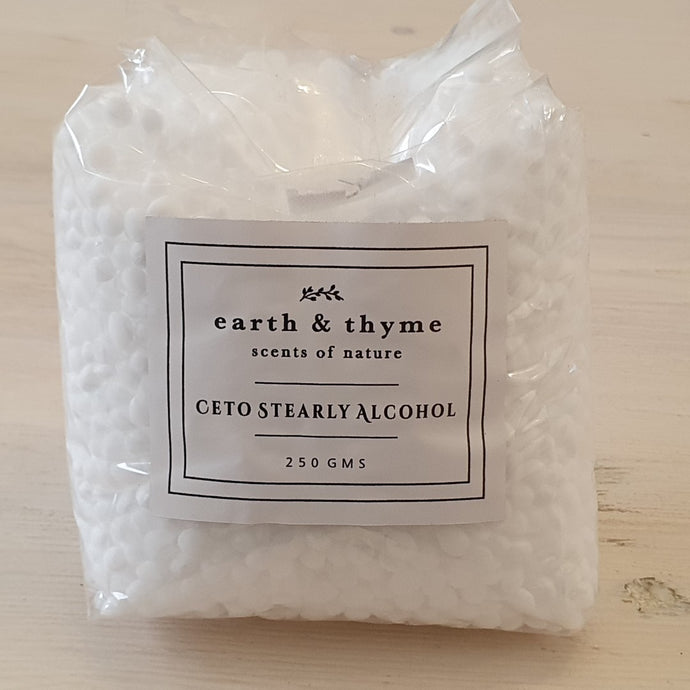 earth & thyme
scents of nature
CETO STEARLY ALCOHOL
250 GMS